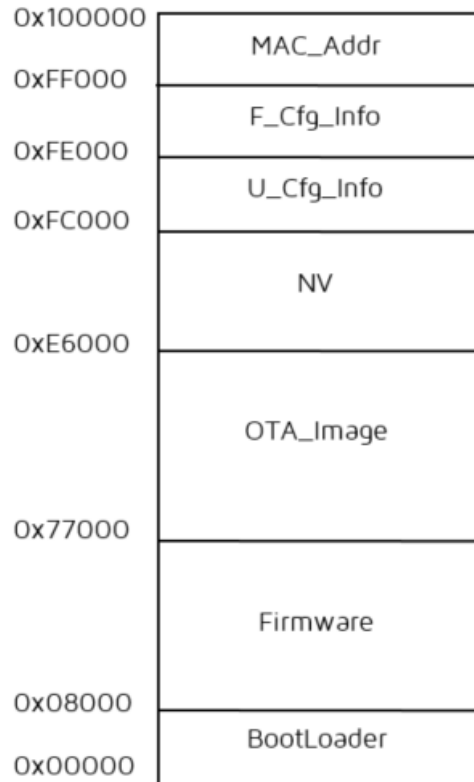 0x100000
MAC_Addr
0xFF000
F_Cfg_Info
0xFE000
U_Cfg_Info
0xFC000
NV
0xE6000
OTA_Image
0x77000
Firmware
0x08000
BootLoader
0x00000